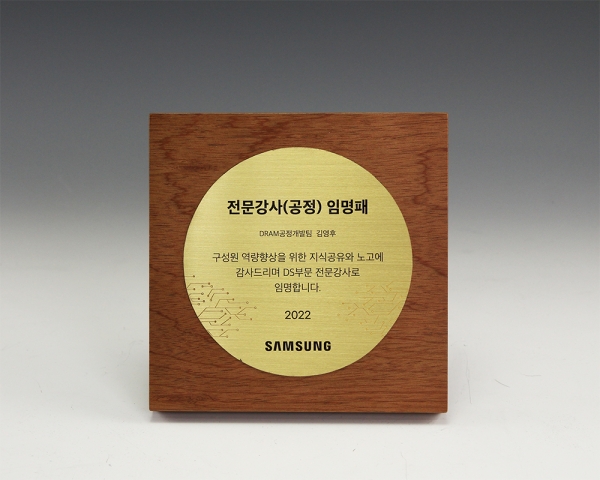 전문강사(공정) 임명패
DRAM공정개발팀 김영후
구성원 역량향상을 위한 지식공유와 노고에
감사드리며 DS부문 전문강사로
임명합니다.
2022
SAMSUNG